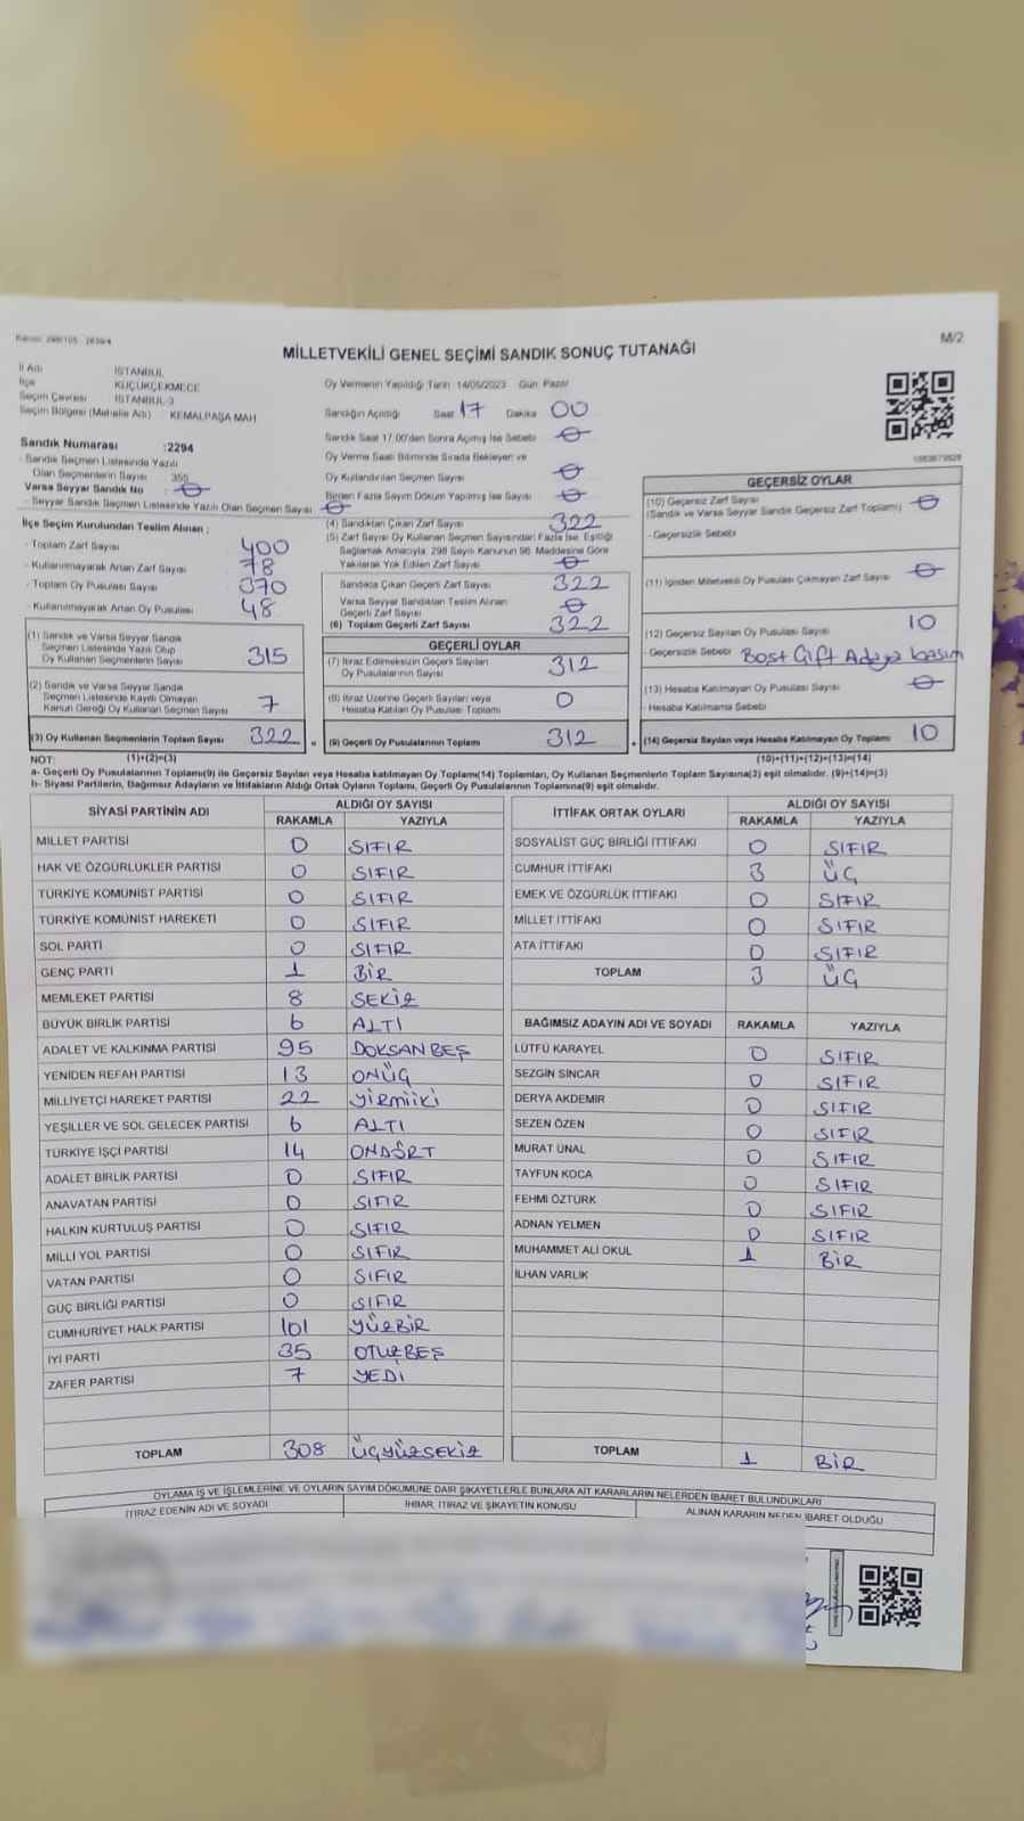 MİLLETVEKİLİ GENEL SEÇİMİ SANDIK SONUÇ TUTANAĞI
M/2
İl Adı İSTANBUL
İlçe KÜÇÜKÇEKMECE
Seçim Çevresi İSTANBUL-3
Seçim Bölgesi (Mahalle Adı) KEMALPAŞA MAH
Sandık Numarası :2294
- Sandık Seçmen Listesinde Yazılı
Olan Seçmenlerin Sayısı
Varsa Seyyar Sandık No
- Seyyar Sandık Seçmen Listesinde Yazılı Olan Seçmen Sayısı
İlçe Seçim Kurulundan Teslim Alınan ;
- Toplam Zarf Sayısı 400
- Kullanılmayarak Artan Zarf Sayısı 78
- Toplam Oy Pusulası Sayısı 370
- Kullanılmayarak Artan Oy Pusulası 48
(1) Sandık ve Varsa Seyyar Sandık
Seçmen Listesinde Yazılı Olup
Oy Kullanan Seçmenlerin Sayısı 315
(2) Sandık ve Varsa Seyyar Sandık
Seçmen Listesinde Kayıtlı Olmayan
Kanun Gereği Oy Kullanan Seçmen Sayısı 7
(3) Oy Kullanan Seçmenlerin Toplam Sayısı 322
Oy Vermenin Yapıldığı Tarih 14/05/2023 Gün Pazar
Sandığın Açıldığı Saat 17 Dakika 00
Sandık Saat 17.00'den Sonra Açılmış İse Sebebi
Oy Verme Saati Bitiminde Sırada Bekleyen ve
Oy Kullandırılan Seçmen Sayısı
Birden Fazla Sayım Döküm Yapılmış İse Sayısı
(4) Sandıktan Çıkan Zarf Sayısı 322
(5) Zarf Sayısı Oy Kullanan Seçmen Sayısından Fazla İse, Eşitliği
Sağlamak Amacıyla, 298 Sayılı Kanunun 98. Maddesine Göre
Yakılarak Yok Edilen Zarf Sayısı
Sandıkta Çıkan Geçerli Zarf Sayısı 322
Varsa Seyyar Sandıktan Teslim Alınan
Geçerli Zarf Sayısı
(6) Toplam Geçerli Zarf Sayısı 322
GEÇERLİ OYLAR
(7) İtiraz Edilmeksizin Geçerli Sayılan
Oy Pusulalarının Sayısı 312
(8) İtiraz Üzerine Geçerli Sayılan veya
Hesaba Katılan Oy Pusulası Toplamı 0
(9) Geçerli Oy Pusulalarının Toplamı 312
GEÇERSİZ OYLAR
(10) Geçersiz Zarf Sayısı
(Sandık ve Varsa Seyyar Sandık Geçersiz Zarf Toplamı)
- Geçersizlik Sebebi
(11) İçinden Milletvekili Oy Pusulası Çıkmayan Zarf Sayısı
(12) Geçersiz Sayılan Oy Pusulası Sayısı 10
- Geçersizlik Sebebi Boş+Çift Adaya basım
(13) Hesaba Katılmayan Oy Pusulası Sayısı
- Hesaba Katılmama Sebebi
(14) Geçersiz Sayılan veya Hesaba Katılmayan Oy Toplamı 10
NOT: (1)+(2)=(3) (10)+(11)+(12)+(13)=(14)
a- Geçerli Oy Pusulalarının Toplamı(9) ile Geçersiz Sayılan veya Hesaba katılmayan Oy Toplamı(14) Toplamları, Oy Kullanan Seçmenlerin Toplam Sayısına(3) eşit olmalıdır. (9)+(14)=(3)
b- Siyasi Partilerin, Bağımsız Adayların ve İttifakların Aldığı Ortak Oyların Toplamı, Geçerli Oy Pusulalarının Toplamına(9) eşit olmalıdır.
SİYASİ PARTİNİN ADI ALDIĞI OY SAYISI
RAKAMLA YAZIYLA
MİLLET PARTİSİ 0 SIFIR
HAK VE ÖZGÜRLÜKLER PARTİSİ 0 SIFIR
TÜRKİYE KOMÜNİST PARTİSİ 0 SIFIR
TÜRKİYE KOMÜNİST HAREKETİ 0 SIFIR
SOL PARTİ 0 SIFIR
GENÇ PARTİ 1 BİR
MEMLEKET PARTİSİ 8 SEKİZ
BÜYÜK BİRLİK PARTİSİ 6 ALTI
ADALET VE KALKINMA PARTİSİ 95 DOKSANBEŞ
YENİDEN REFAH PARTİSİ 13 ONÜÇ
MİLLİYETÇİ HAREKET PARTİSİ 22 yirmiiki
YEŞİLLER VE SOL GELECEK PARTİSİ 6 ALTI
TÜRKİYE İŞÇİ PARTİSİ 14 ONDÖRT
ADALET BİRLİK PARTİSİ 0 SIFIR
ANAVATAN PARTİSİ 0 SIFIR
HALKIN KURTULUŞ PARTİSİ 0 SIFIR
MİLLİ YOL PARTİSİ 0 SIFIR
VATAN PARTİSİ 0 SIFIR
GÜÇ BİRLİĞİ PARTİSİ 0 SIFIR
CUMHURİYET HALK PARTİSİ 101 YÜZBİR
İYİ PARTİ 35 OTUZBEŞ
ZAFER PARTİSİ 7 YEDİ
TOPLAM 308 ÜÇYÜZSEKİZ
İTTİFAK ORTAK OYLARI ALDIĞI OY SAYISI
RAKAMLA YAZIYLA
SOSYALİST GÜÇ BİRLİĞİ İTTİFAKI 0 SIFIR
CUMHUR İTTİFAKI 3 ÜÇ
EMEK VE ÖZGÜRLÜK İTTİFAKI 0 SIFIR
MİLLET İTTİFAKI 0 SIFIR
ATA İTTİFAKI 0 SIFIR
TOPLAM 3 ÜÇ
BAĞIMSIZ ADAYIN ADI VE SOYADI RAKAMLA YAZIYLA
LÜTFÜ KARAYEL 0 SIFIR
SEZGİN SİNCAR 0 SIFIR
DERYA AKDEMİR 0 SIFIR
SEZEN ÖZEN 0 SIFIR
MURAT ÜNAL 0 SIFIR
TAYFUN KOCA 0 SIFIR
FEHMİ ÖZTÜRK 0 SIFIR
ADNAN YELMEN 0 SIFIR
MUHAMMET ALİ OKUL 1 BİR
İLHAN VARLIK
TOPLAM 1 BİR
OYLAMA İŞ VE İŞLEMLERİNE VE OYLARIN SAYIM DÖKÜMÜNE DAİR ŞİKAYETLERLE BUNLARA AİT KARARLARIN NELERDEN İBARET BULUNDUKLARI
İTİRAZ EDENİN ADI VE SOYADI İHBAR, İTİRAZ VE ŞİKAYETİN KONUSU ALINAN KARARIN NEDEN İBARET OLDUĞU